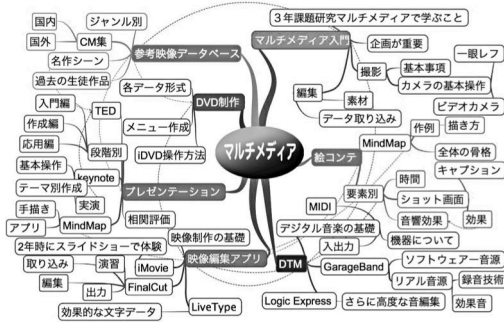 マルチメディア
マルチメディア入門
3年課題研究マルチメディアで学ぶこと
企画が重要
撮影
基本事項
一眼レフ
カメラの基本操作
ビデオカメラ
編集
素材
データ取り込み
絵コンテ
MindMap
作例
描き方
全体の骨格
要素別
キャプション
時間
ショット画面
音響効果
効果
DTM
MIDI
デジタル音楽の基礎
入出力
機器について
GarageBand
ソフトウェアー音源
リアル音源
録音技術
効果音
Logic Express
さらに高度な音編集
参考映像データベース
ジャンル別
CM集
国内
国外
名作シーン
過去の生徒作品
DVD制作
各データ形式
メニュー作成
iDVD操作方法
プレゼンテーション
TED
段階別
入門編
作成編
応用編
keynote
基本操作
テーマ別作成
実演
MindMap
手描き
アプリ
相関評価
映像編集アプリ
映像制作の基礎
iMovie
2年時にスライドショーで体験
FinalCut
演習
取り込み
編集
出力
LiveType
効果的な文字データ